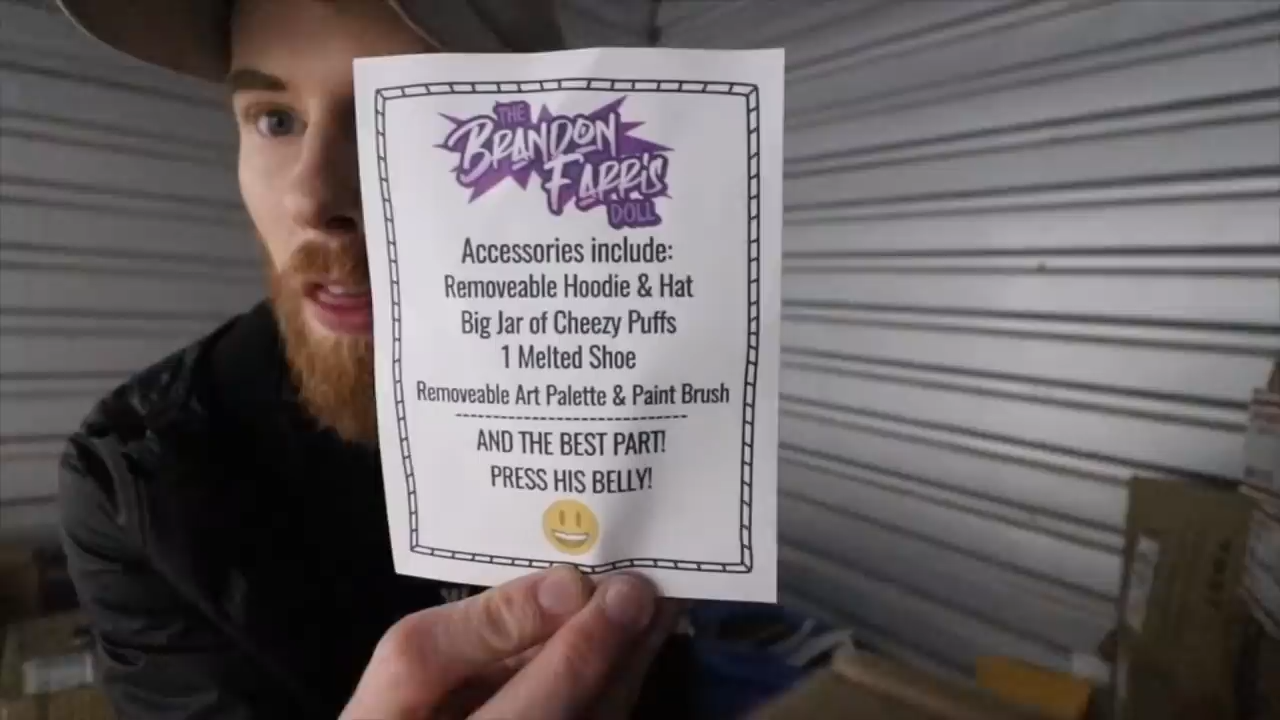 THE
BRANDON
FARRIS
DOLL
Accessories include:
Removeable Hoodie & Hat
Big Jar of Cheezy Puffs
1 Melted Shoe
Removeable Art Palette & Paint Brush
AND THE BEST PART!
PRESS HIS BELLY!